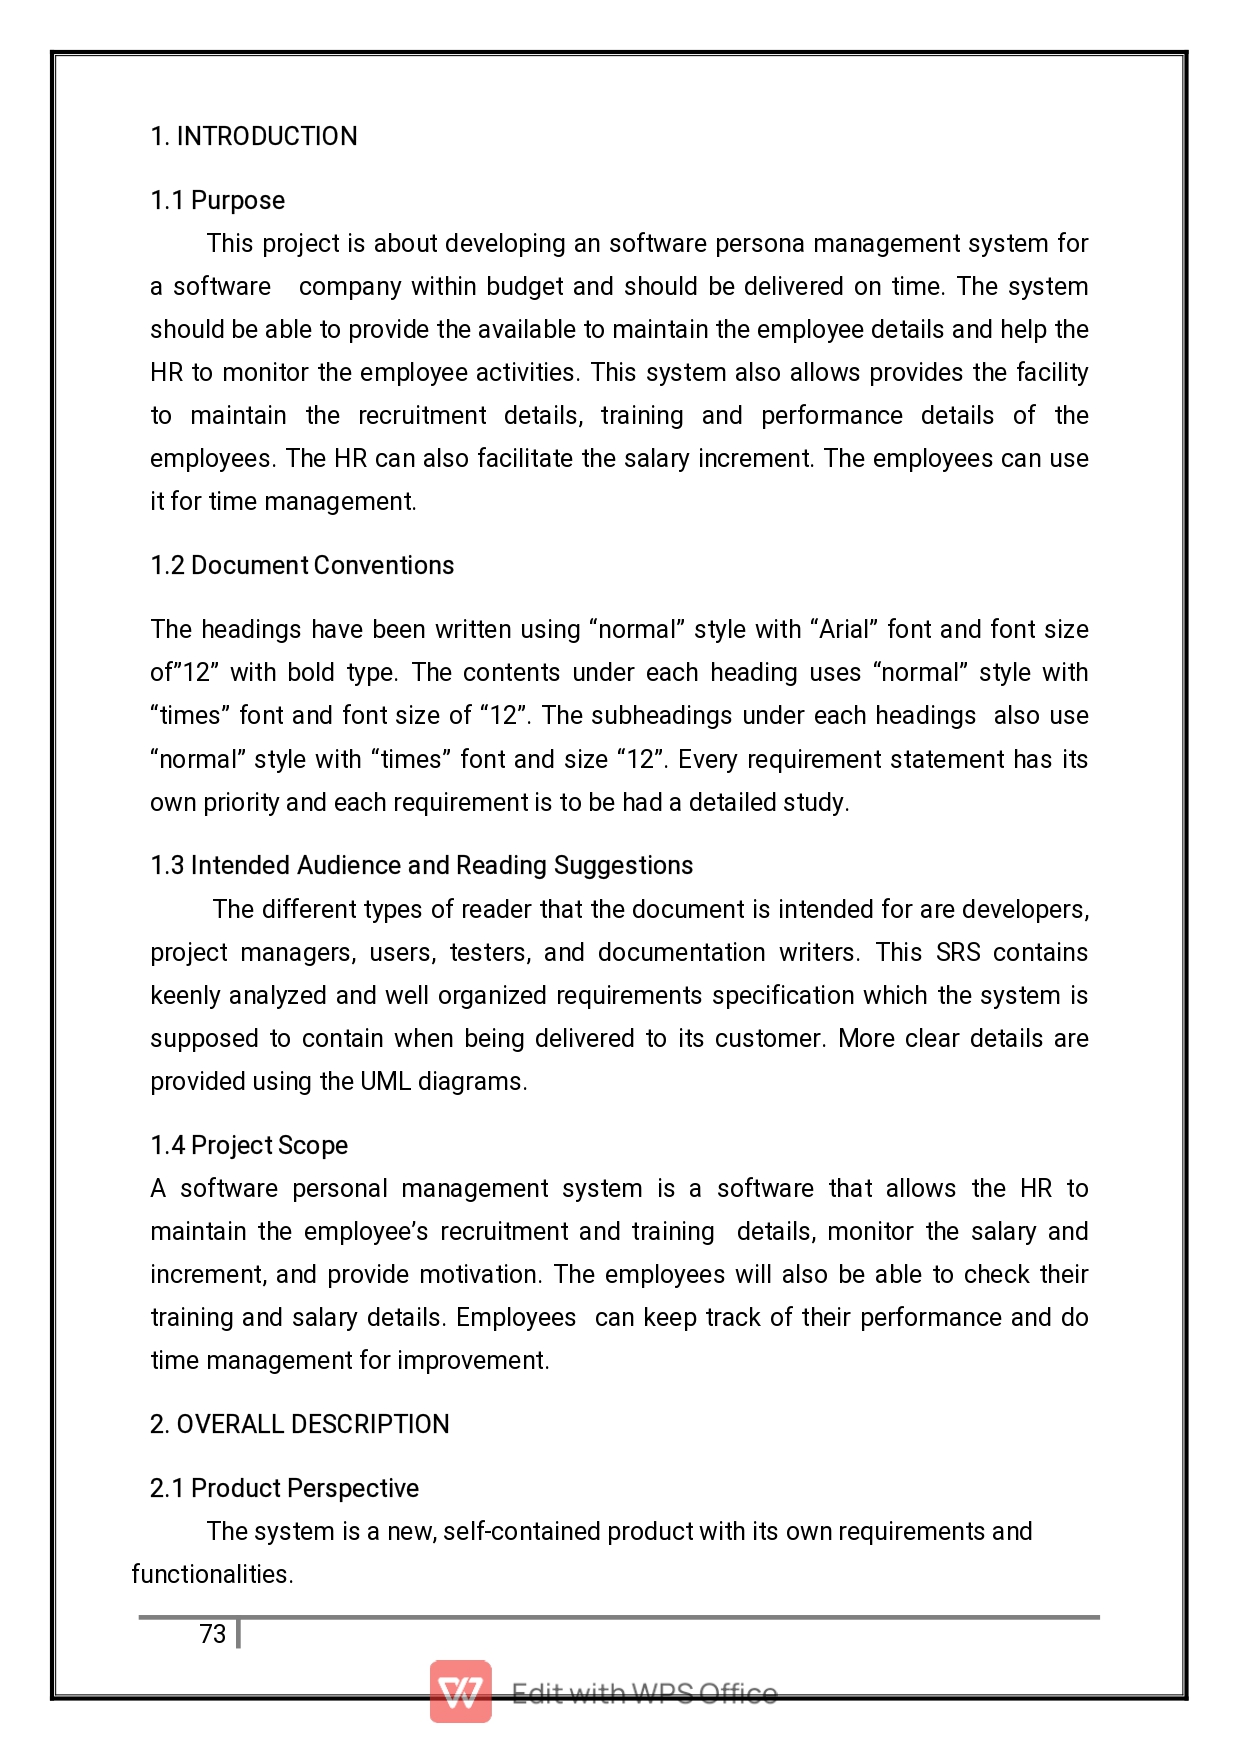 1. INTRODUCTION
1.1 Purpose
This project is about developing an software persona management system for
a software company within budget and should be delivered on time. The system
should be able to provide the available to maintain the employee details and help the
HR to monitor the employee activities. This system also allows provides the facility
to maintain the recruitment details, training and performance details of the
employees. The HR can also facilitate the salary increment. The employees can use
it for time management.
1.2 Document Conventions
The headings have been written using “normal” style with “Arial” font and font size
of”12” with bold type. The contents under each heading uses “normal” style with
“times” font and font size of “12”. The subheadings under each headings also use
“normal” style with “times” font and size “12”. Every requirement statement has its
own priority and each requirement is to be had a detailed study.
1.3 Intended Audience and Reading Suggestions
The different types of reader that the document is intended for are developers,
project managers, users, testers, and documentation writers. This SRS contains
keenly analyzed and well organized requirements specification which the system is
supposed to contain when being delivered to its customer. More clear details are
provided using the UML diagrams.
1.4 Project Scope
A software personal management system is a software that allows the HR to
maintain the employee’s recruitment and training details, monitor the salary and
increment, and provide motivation. The employees will also be able to check their
training and salary details. Employees can keep track of their performance and do
time management for improvement.
2. OVERALL DESCRIPTION
2.1 Product Perspective
The system is a new, self-contained product with its own requirements and
functionalities.
73
Edit with WPS Office